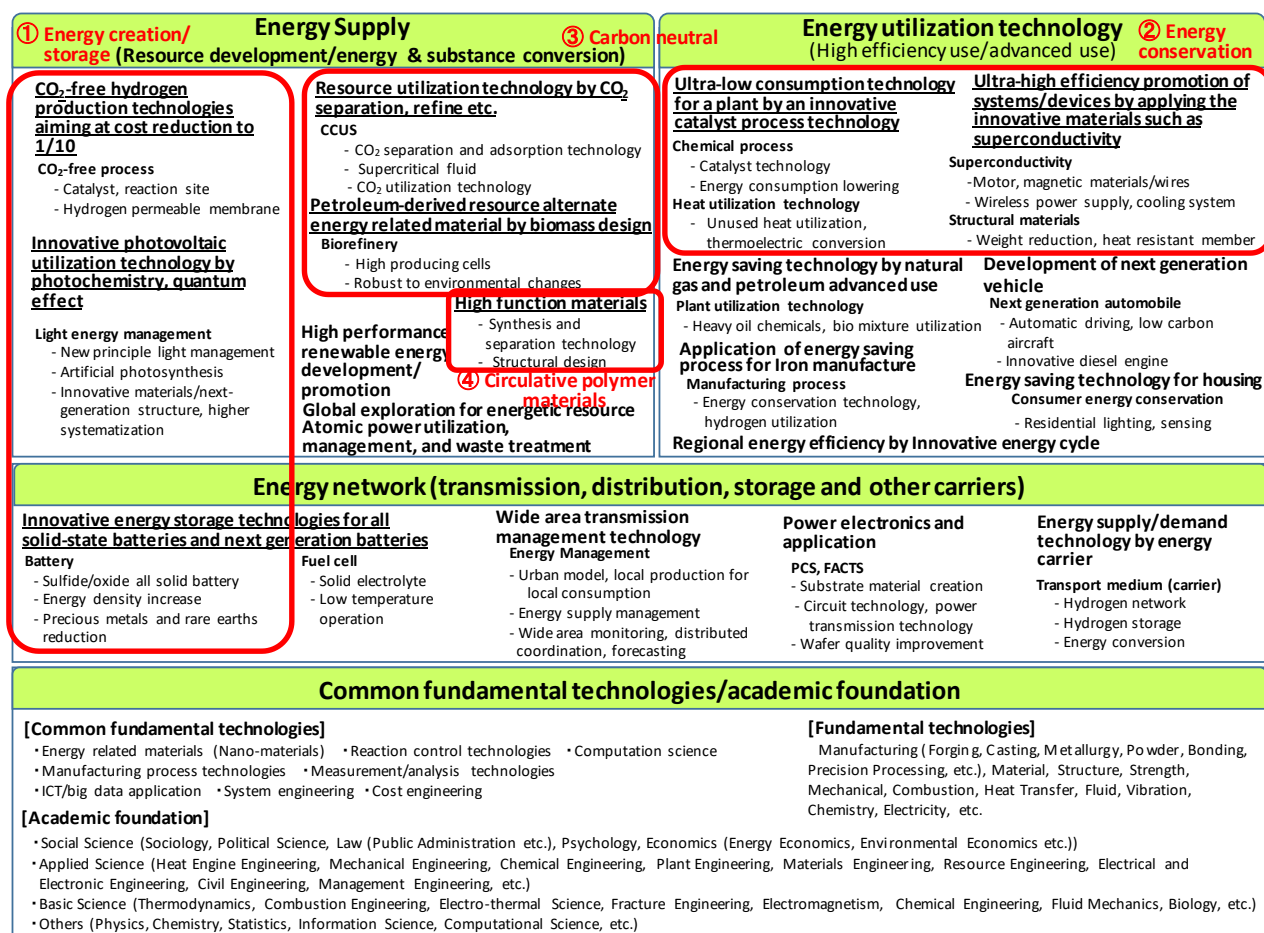 ① Energy creation/
storage
Energy Supply
(Resource development/energy & substance conversion)
③ Carbon neutral
CO2-free hydrogen
production technologies
aiming at cost reduction to
1/10
CO2-free process
- Catalyst, reaction site
- Hydrogen permeable membrane
Innovative photovoltaic
utilization technology by
photochemistry, quantum
effect
Light energy management
- New principle light management
- Artificial photosynthesis
- Innovative materials/next-
generation structure, higher
systematization
Resource utilization technology by CO2
separation, refine etc.
CCUS
- CO2 separation and adsorption technology
- Supercritical fluid
- CO2 utilization technology
Petroleum-derived resource alternate
energy related material by biomass design
Biorefinery
- High producing cells
- Robust to environmental changes
High function materials
- Synthesis and
separation technology
- Structural design
④ Circulative polymer
materials
High performance
renewable energy
development/
promotion
Global exploration for energetic resource
Atomic power utilization,
management, and waste treatment
Energy utilization technology
(High efficiency use/advanced use)
② Energy
conservation
Ultra-low consumption technology
for a plant by an innovative
catalyst process technology
Chemical process
- Catalyst technology
- Energy consumption lowering
Heat utilization technology
- Unused heat utilization,
thermoelectric conversion
Ultra-high efficiency promotion of
systems/devices by applying the
innovative materials such as
superconductivity
Superconductivity
-Motor, magnetic materials/wires
- Wireless power supply, cooling system
Structural materials
- Weight reduction, heat resistant member
Energy saving technology by natural
gas and petroleum advanced use
Plant utilization technology
- Heavy oil chemicals, bio mixture utilization
Application of energy saving
process for Iron manufacture
Manufacturing process
- Energy conservation technology,
hydrogen utilization
Development of next generation
vehicle
Next generation automobile
- Automatic driving, low carbon
aircraft
- Innovative diesel engine
Energy saving technology for housing
Consumer energy conservation
- Residential lighting, sensing
Regional energy efficiency by Innovative energy cycle
Energy network (transmission, distribution, storage and other carriers)
Innovative energy storage technologies for all
solid-state batteries and next generation batteries
Battery
- Sulfide/oxide all solid battery
- Energy density increase
- Precious metals and rare earths
reduction
Fuel cell
- Solid electrolyte
- Low temperature
operation
Wide area transmission
management technology
Energy Management
- Urban model, local production for
local consumption
- Energy supply management
- Wide area monitoring, distributed
coordination, forecasting
Power electronics and
application
PCS, FACTS
- Substrate material creation
- Circuit technology, power
transmission technology
- Wafer quality improvement
Energy supply/demand
technology by energy
carrier
Transport medium (carrier)
- Hydrogen network
- Hydrogen storage
- Energy conversion
Common fundamental technologies/academic foundation
[Common fundamental technologies]
・Energy related materials (Nano-materials) ・Reaction control technologies ・Computation science
・Manufacturing process technologies ・Measurement/analysis technologies
・ICT/big data application ・System engineering ・Cost engineering
[Fundamental technologies]
Manufacturing (Forging, Casting, Metallurgy, Powder, Bonding,
Precision Processing, etc.), Material, Structure, Strength,
Mechanical, Combustion, Heat Transfer, Fluid, Vibration,
Chemistry, Electricity, etc.
[Academic foundation]
・Social Science (Sociology, Political Science, Law (Public Administration etc.), Psychology, Economics (Energy Economics, Environmental Economics etc.))
・Applied Science (Heat Engine Engineering, Mechanical Engineering, Chemical Engineering, Plant Engineering, Materials Engineering, Resource Engineering, Electrical and
Electronic Engineering, Civil Engineering, Management Engineering, etc.)
・Basic Science (Thermodynamics, Combustion Engineering, Electro-thermal Science, Fracture Engineering, Electromagnetism, Chemical Engineering, Fluid Mechanics, Biology, etc.)
・Others (Physics, Chemistry, Statistics, Information Science, Computational Science, etc.)